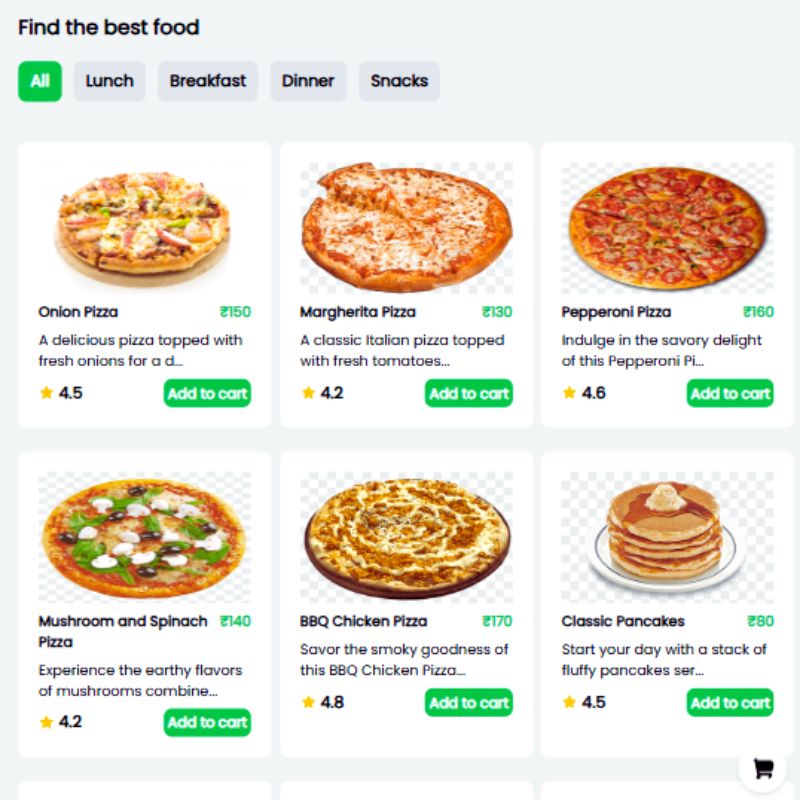 Find the best food
All Lunch Breakfast Dinner Snacks
Onion Pizza ₹150
A delicious pizza topped with
fresh onions for a d...
4.5 Add to cart
Margherita Pizza ₹130
A classic Italian pizza topped
with fresh tomatoes...
4.2 Add to cart
Pepperoni Pizza ₹160
Indulge in the savory delight
of this Pepperoni Pi...
4.6 Add to cart
Mushroom and Spinach ₹140
Pizza
Experience the earthy flavors
of mushrooms combine...
4.2 Add to cart
BBQ Chicken Pizza ₹170
Savor the smoky goodness of
this BBQ Chicken Pizza...
4.8 Add to cart
Classic Pancakes ₹80
Start your day with a stack of
fluffy pancakes ser...
4.5 Add to cart